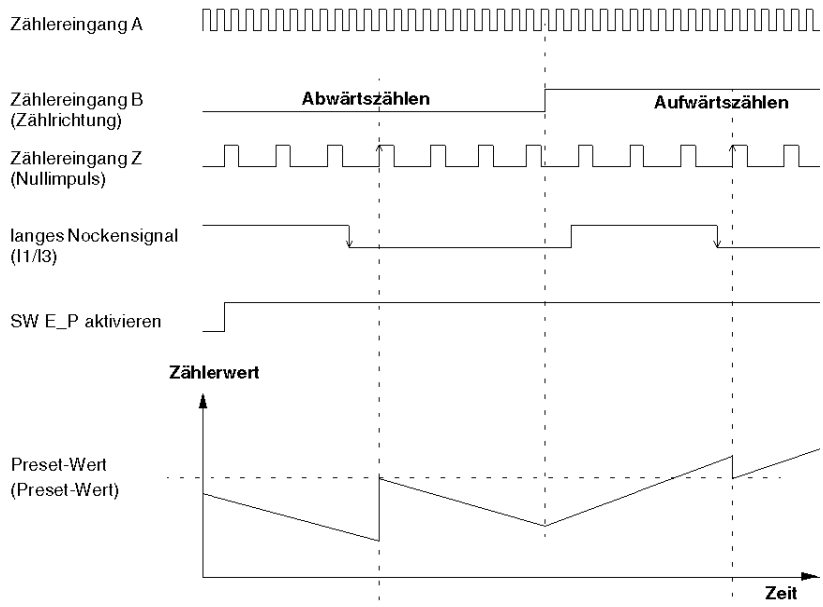 Zählereingang A
Zählereingang B
(Zählrichtung)
Abwärtszählen
Aufwärtszählen
Zählereingang Z
(Nullimpuls)
langes Nockensignal
(I1/I3)
SW E_P aktivieren
Zählerwert
Preset-Wert
(Preset-Wert)
Zeit